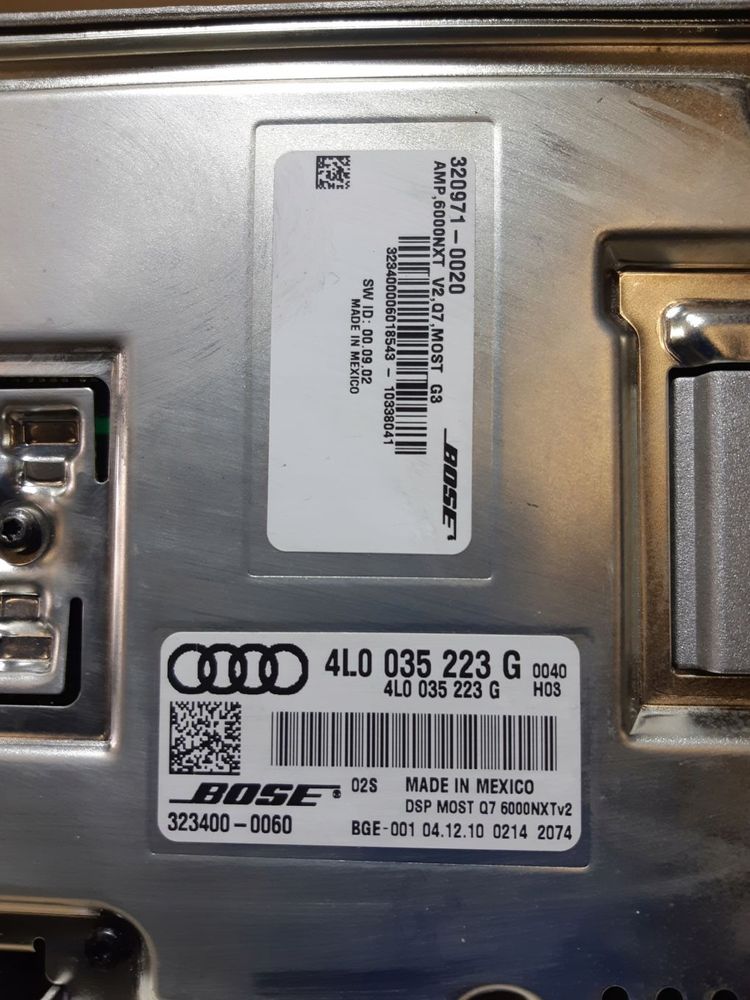 320971-0020
AMP,6000NXT V2,Q7,MOST G3
323400006018543 - 10338041
SW ID: 00.09.02
MADE IN MEXICO
BOSE
4L0 035 223 G 0040
4L0 035 223 G H03
BOSE® 02S MADE IN MEXICO
DSP MOST Q7 6000NXTv2
323400-0060 BGE-001 04.12.10 0214 2074